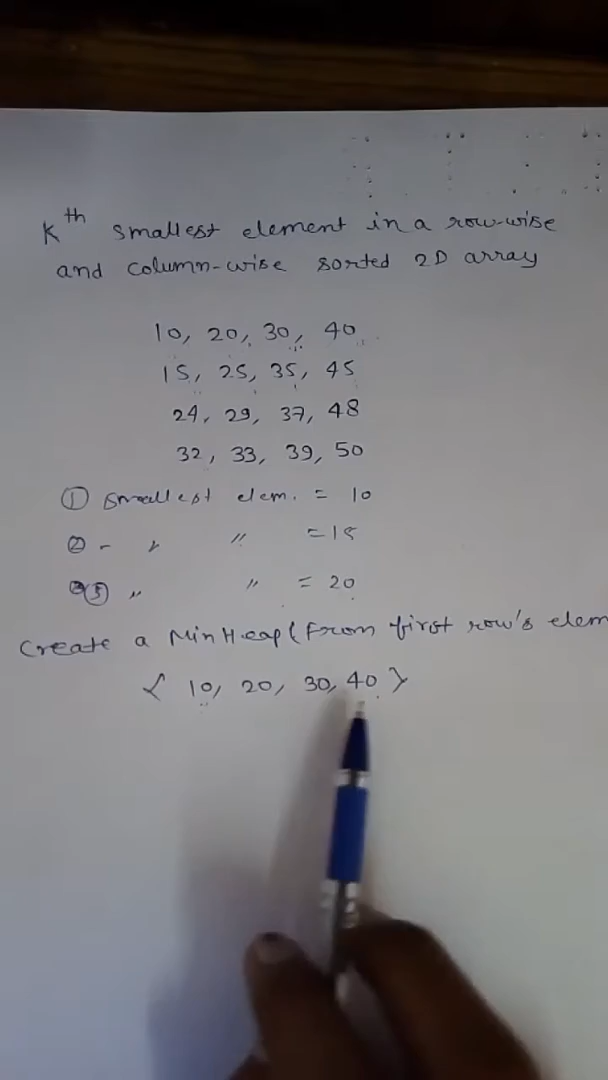 Kth smallest element in a row-wise
and column-wise sorted 2D array
10, 20, 30, 40
15, 25, 35, 45
24, 29, 37, 48
32, 33, 39, 50
① smallest elem. = 10
② - 〃 〃 = 15
③ 〃 〃 = 20
Create a MinHeap (From first row's elem
{ 10, 20, 30, 40 }